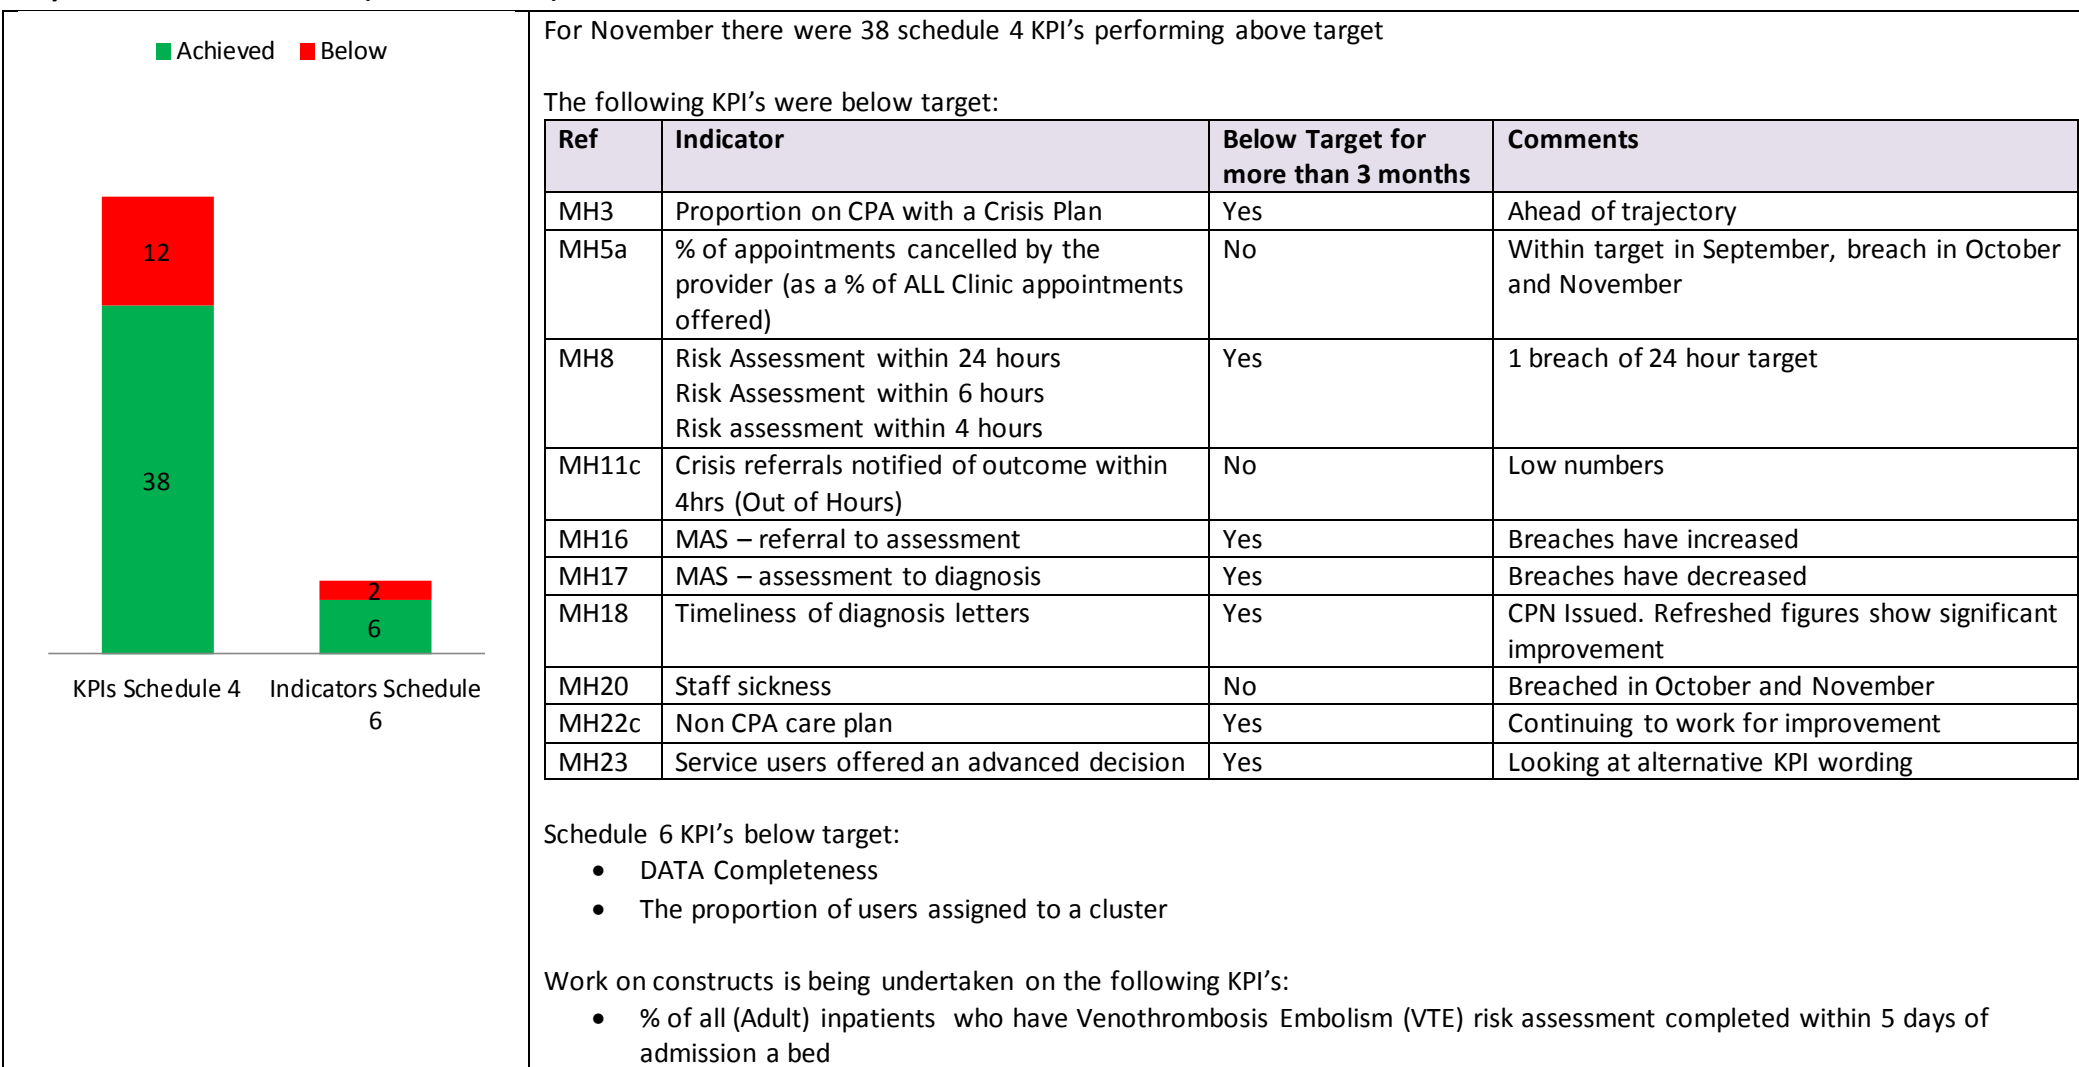 Achieved Below
12
38
2
6
KPIs Schedule 4 Indicators Schedule
6
For November there were 38 schedule 4 KPI’s performing above target
The following KPI’s were below target:
Ref Indicator Below Target for Comments
more than 3 months
MH3 Proportion on CPA with a Crisis Plan Yes Ahead of trajectory
MH5a % of appointments cancelled by the No Within target in September, breach in October
provider (as a % of ALL Clinic appointments and November
offered)
MH8 Risk Assessment within 24 hours Yes 1 breach of 24 hour target
Risk Assessment within 6 hours
Risk assessment within 4 hours
MH11c Crisis referrals notified of outcome within No Low numbers
4hrs (Out of Hours)
MH16 MAS – referral to assessment Yes Breaches have increased
MH17 MAS – assessment to diagnosis Yes Breaches have decreased
MH18 Timeliness of diagnosis letters Yes CPN Issued. Refreshed figures show significant
improvement
MH20 Staff sickness No Breached in October and November
MH22c Non CPA care plan Yes Continuing to work for improvement
MH23 Service users offered an advanced decision Yes Looking at alternative KPI wording
Schedule 6 KPI’s below target:
• DATA Completeness
• The proportion of users assigned to a cluster
Work on constructs is being undertaken on the following KPI’s:
• % of all (Adult) inpatients who have Venothrombosis Embolism (VTE) risk assessment completed within 5 days of
admission a bed